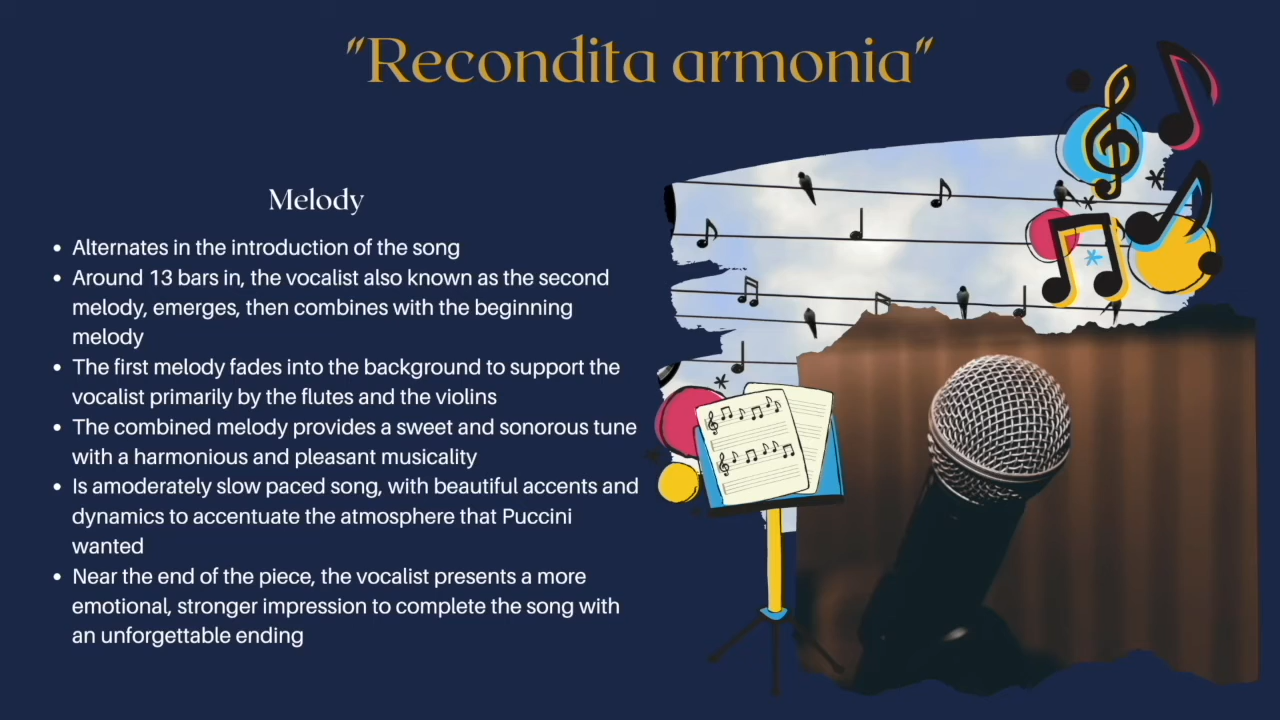 "Recondita armonia"
Melody
• Alternates in the introduction of the song
• Around 13 bars in, the vocalist also known as the second
melody, emerges, then combines with the beginning
melody
• The first melody fades into the background to support the
vocalist primarily by the flutes and the violins
• The combined melody provides a sweet and sonorous tune
with a harmonious and pleasant musicality
• Is amoderately slow paced song, with beautiful accents and
dynamics to accentuate the atmosphere that Puccini
wanted
• Near the end of the piece, the vocalist presents a more
emotional, stronger impression to complete the song with
an unforgettable ending